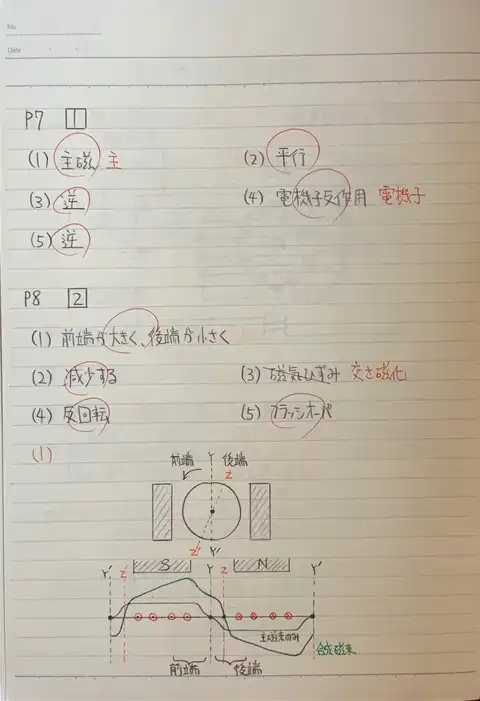 No.
Date
P7 1
(1) 主磁 主
(2) 平行
(3) 逆
(4) 電機子反作用 電機子
(5) 逆
P8 2
(1) 前端が大きく、後端が小さく
(2) 減少する
(3) 磁気ひずみ 交さ磁化
(4) 反回転
(5) フラッシオーバ
(1)
前端 Y 後端
Z
Z' Y'
Y' Z' S Y Z N Y'
主磁束のみ
合成磁束
前端 後端